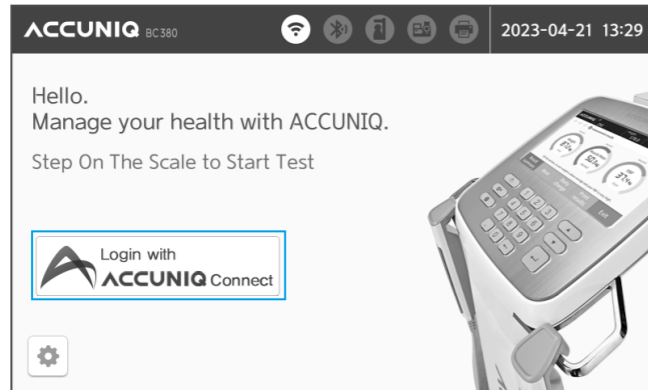 ACCUNIQ BC380
2023-04-21 13:29
Hello.
Manage your health with ACCUNIQ.
Step On The Scale to Start Test
Login with
ACCUNIQ Connect